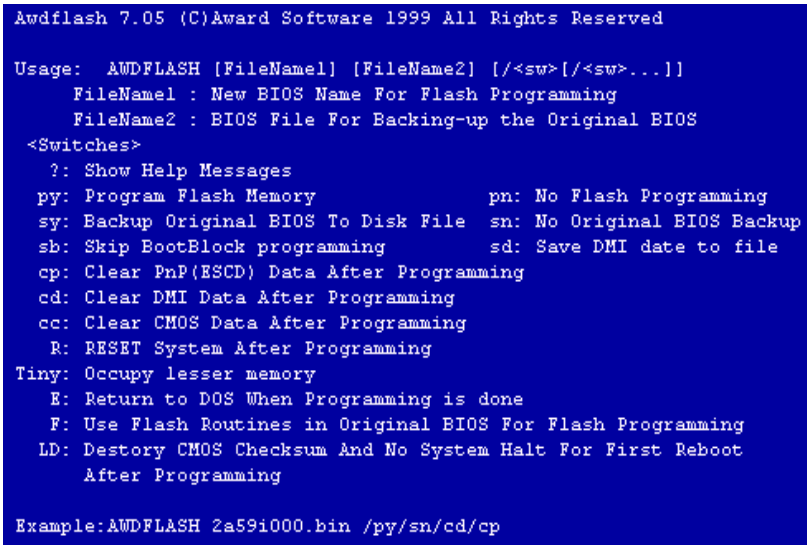 Awdflash 7.05 (C)Award Software 1999 All Rights Reserved
Usage: AWDFLASH [FileName1] [FileName2] [/<sw>[/<sw>...]]
FileName1 : New BIOS Name For Flash Programming
FileName2 : BIOS File For Backing-up the Original BIOS
<Switches>
?: Show Help Messages
py: Program Flash Memory pn: No Flash Programming
sy: Backup Original BIOS To Disk File sn: No Original BIOS Backup
sb: Skip BootBlock programming sd: Save DMI date to file
cp: Clear PnP(ESCD) Data After Programming
cd: Clear DMI Data After Programming
cc: Clear CMOS Data After Programming
R: RESET System After Programming
Tiny: Occupy lesser memory
E: Return to DOS When Programming is done
F: Use Flash Routines in Original BIOS For Flash Programming
LD: Destory CMOS Checksum And No System Halt For First Reboot
After Programming
Example:AWDFLASH 2a59i000.bin /py/sn/cd/cp